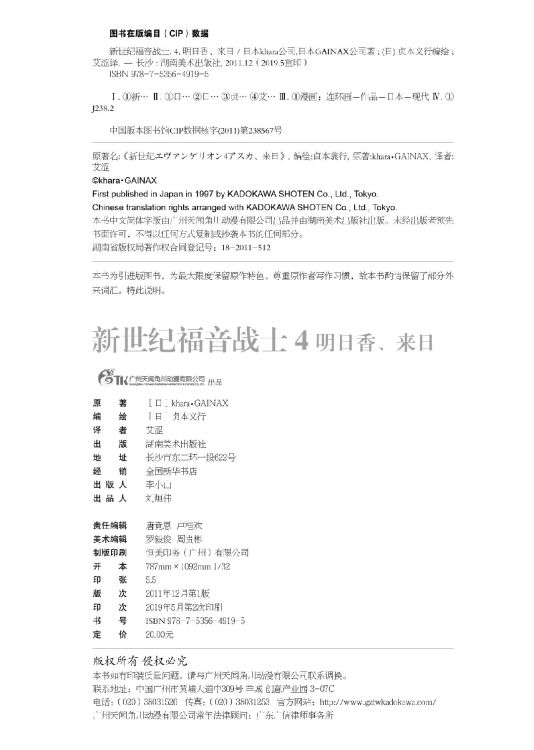 图书在版编目（CIP）数据
新世纪福音战士. 4, 明日香、来日 / 日本khara公司,日本GAINAX公司著；(日) 贞本义行编绘；
艾滢译. — 长沙：湖南美术出版社, 2011.12（2019.5重印）
ISBN 978-7-5356-4919-5
Ⅰ. ①新… Ⅱ. ①日… ②日… ③贞… ④艾… Ⅲ. ①漫画：连环画－作品－日本－现代 Ⅳ. ①
J238.2
中国版本图书馆CIP数据核字(2011)第238567号
原著名:《新世紀エヴァンゲリオン4アスカ、来日》, 编绘:贞本義行, 原著:khara・GAINAX, 译者:
艾滢
©khara・GAINAX
First published in Japan in 1997 by KADOKAWA SHOTEN Co., Ltd., Tokyo.
Chinese translation rights arranged with KADOKAWA SHOTEN Co., Ltd., Tokyo.
本书中文简体字版由广州天闻角川动漫有限公司出品并由湖南美术出版社出版。未经出版者预先
书面许可，不得以任何方式复制或抄袭本书的任何部分。
湖南省版权局著作权合同登记号：18-2011-512
本书为引进版图书，为最大限度保留原作特色、尊重原作者写作习惯，故本书酌情保留了部分外
来词汇。特此说明。
新世纪福音战士 4 明日香、来日
TK 广州天闻角川动漫有限公司 出品
原 著 ［日］khara・GAINAX
编 绘 ［日］贞本义行
译 者 艾滢
出 版 湖南美术出版社
地 址 长沙市东二环一段622号
经 销 全国新华书店
出 版 人 李小山
出 品 人 刘烜伟
责任编辑 唐竟恩 卢桂欢
美术编辑 罗毅俊 周贵彬
制版印刷 恒美印务（广州）有限公司
开 本 787mm×1092mm 1/32
印 张 5.5
版 次 2011年12月第1版
印 次 2019年5月第2次印刷
书 号 ISBN 978-7-5356-4919-5
定 价 20.00元
版权所有 侵权必究
本书如有印装质量问题，请与广州天闻角川动漫有限公司联系调换。
联系地址：中国广州市黄埔大道中309号 羊城创意产业园 3-07C
电话：（020）38031526 传真：（020）38031253 官方网站：http://www.gztwkadokawa.com/
广州天闻角川动漫有限公司常年法律顾问：广东广信律师事务所